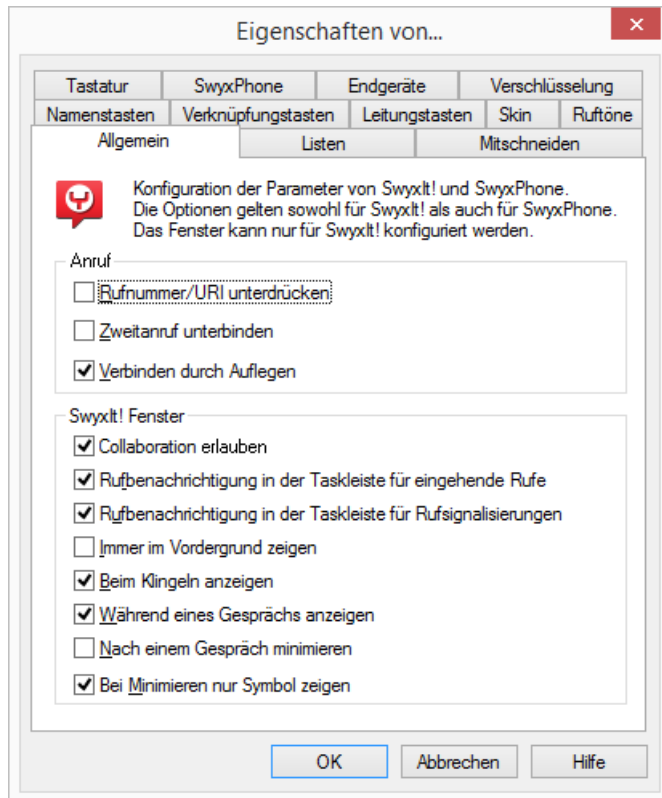 Eigenschaften von...
Tastatur SwyxPhone Endgeräte Verschlüsselung
Namenstasten Verknüpfungstasten Leitungstasten Skin Ruftöne
Allgemein Listen Mitschneiden
Konfiguration der Parameter von SwyxIt! und SwyxPhone.
Die Optionen gelten sowohl für SwyxIt! als auch für SwyxPhone.
Das Fenster kann nur für SwyxIt! konfiguriert werden.
Anruf
Rufnummer/URI unterdrücken
Zweitanruf unterbinden
Verbinden durch Auflegen
SwyxIt! Fenster
Collaboration erlauben
Rufbenachrichtigung in der Taskleiste für eingehende Rufe
Rufbenachrichtigung in der Taskleiste für Rufsignalisierungen
Immer im Vordergrund zeigen
Beim Klingeln anzeigen
Während eines Gesprächs anzeigen
Nach einem Gespräch minimieren
Bei Minimieren nur Symbol zeigen
OK Abbrechen Hilfe